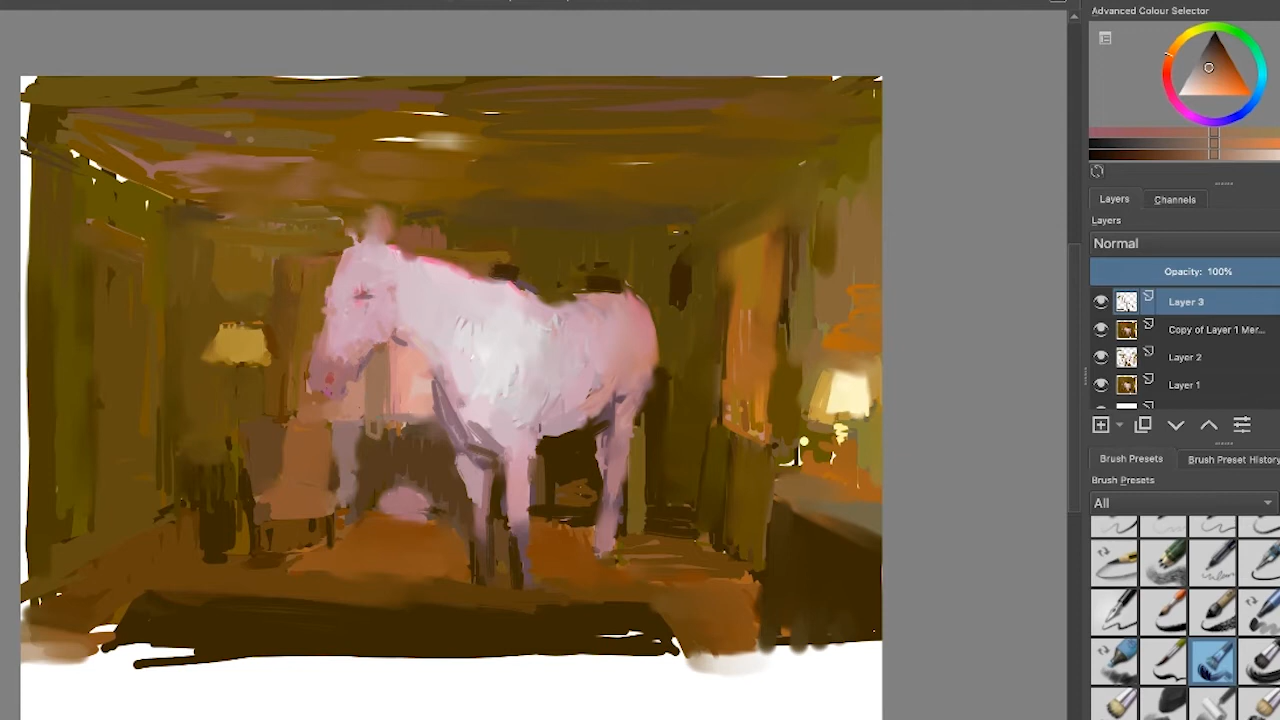 Advanced Colour Selector
Layers
Channels
Layers
Normal
Opacity: 100%
Layer 3
Copy of Layer 1 Mer...
Layer 2
Layer 1
Brush Presets
Brush Preset History
Brush Presets
All